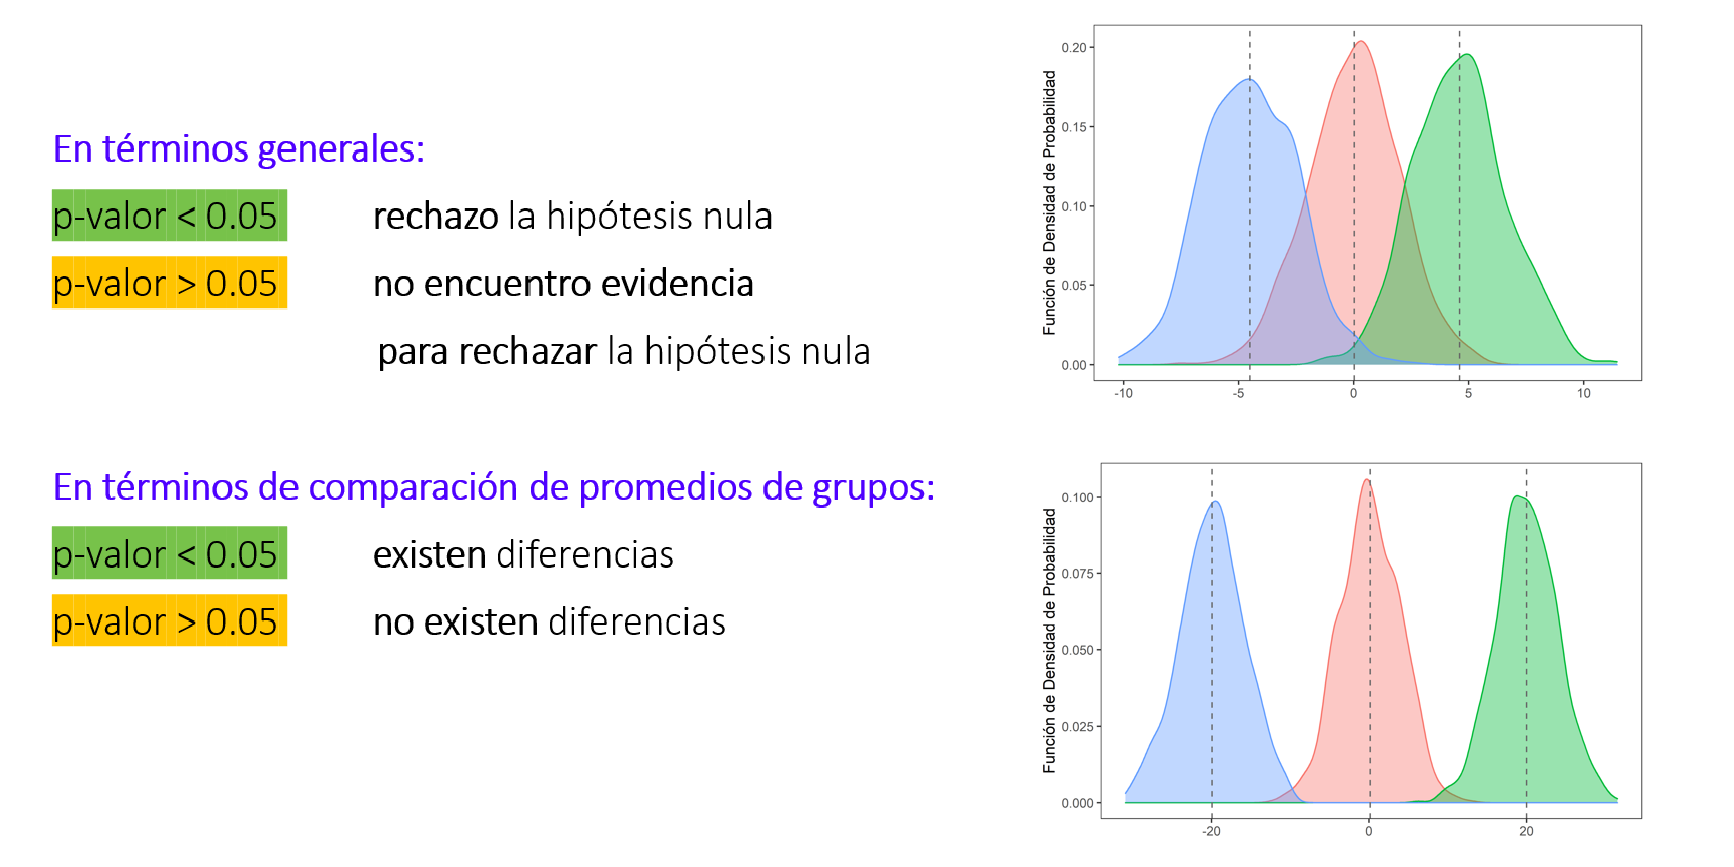 En términos generales:
p-valor < 0.05 rechazo la hipótesis nula
p-valor > 0.05 no encuentro evidencia
para rechazar la hipótesis nula
En términos de comparación de promedios de grupos:
p-valor < 0.05 existen diferencias
p-valor > 0.05 no existen diferencias
Función de Densidad de Probabilidad
0.20
0.15
0.10
0.05
0.00
-10 -5 0 5 10
Función de Densidad de Probabilidad
0.100
0.075
0.050
0.025
0.000
-20 0 20